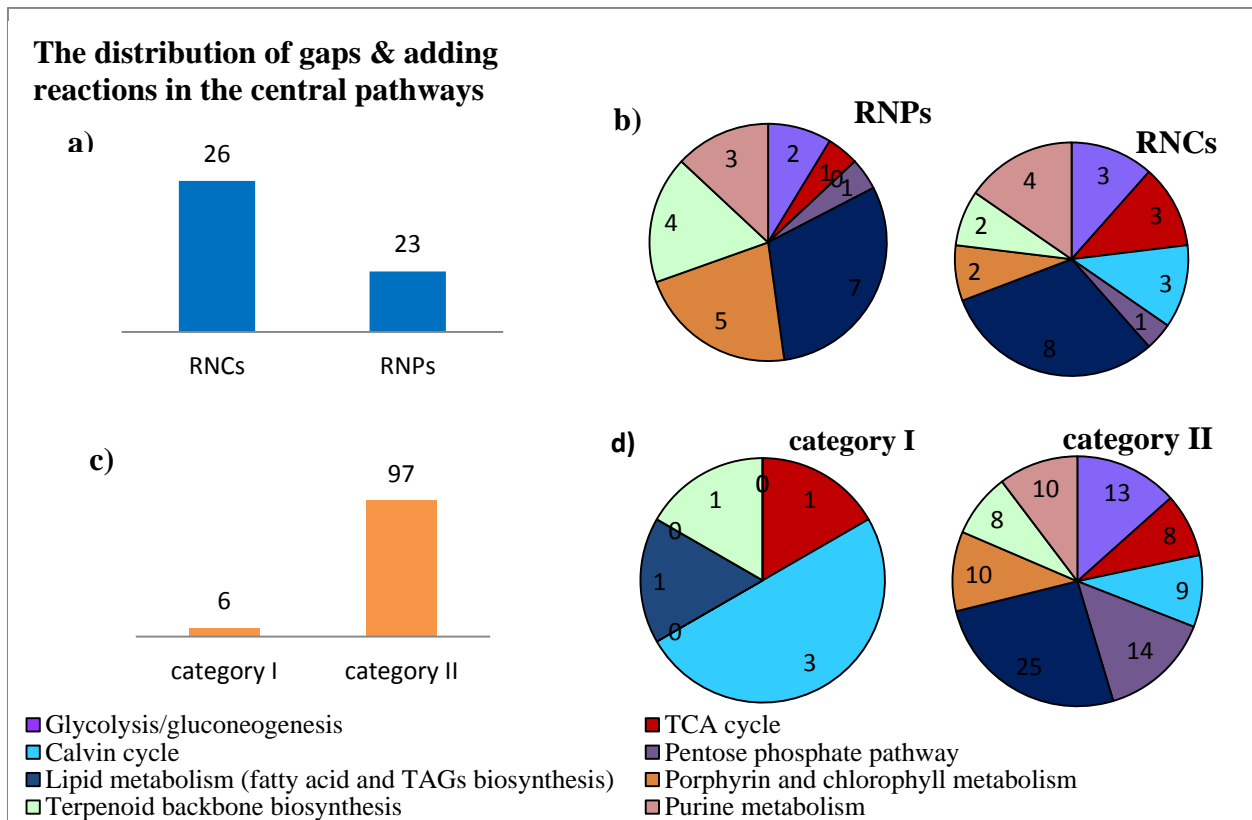 The distribution of gaps & adding
reactions in the central pathways
a)
26
23
RNCs
RNPs
b)
RNPs
2
1
0
1
7
5
4
3
RNCs
3
3
3
1
8
2
2
4
c)
6
97
category I
category II
d)
category I
0
1
3
0
1
0
1
category II
13
8
9
14
25
10
8
10
Glycolysis/gluconeogenesis
TCA cycle
Calvin cycle
Pentose phosphate pathway
Lipid metabolism (fatty acid and TAGs biosynthesis)
Porphyrin and chlorophyll metabolism
Terpenoid backbone biosynthesis
Purine metabolism